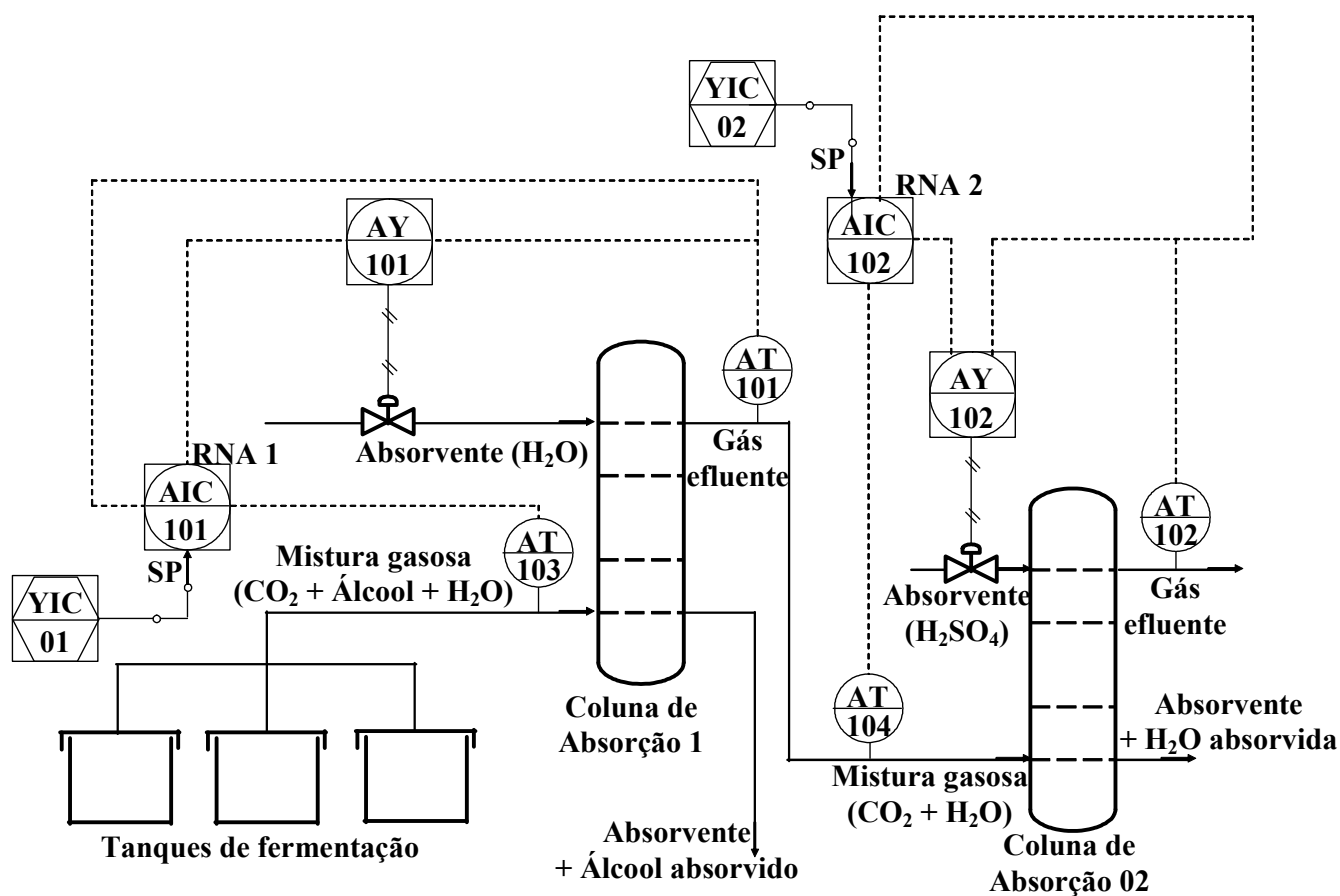 YIC
02
SP
RNA 2
AIC
102
AY
101
AT
101
AY
102
Absorvente (H₂O)
Gás
efluente
RNA 1
AIC
101
SP
YIC
01
AT
103
Mistura gasosa
(CO₂ + Álcool + H₂O)
AT
102
Absorvente
(H₂SO₄)
Gás
efluente
AT
104
Coluna de
Absorção 1
Absorvente
+ H₂O absorvida
Mistura gasosa
(CO₂ + H₂O)
Tanques de fermentação
Absorvente
+ Álcool absorvido
Coluna de
Absorção 02